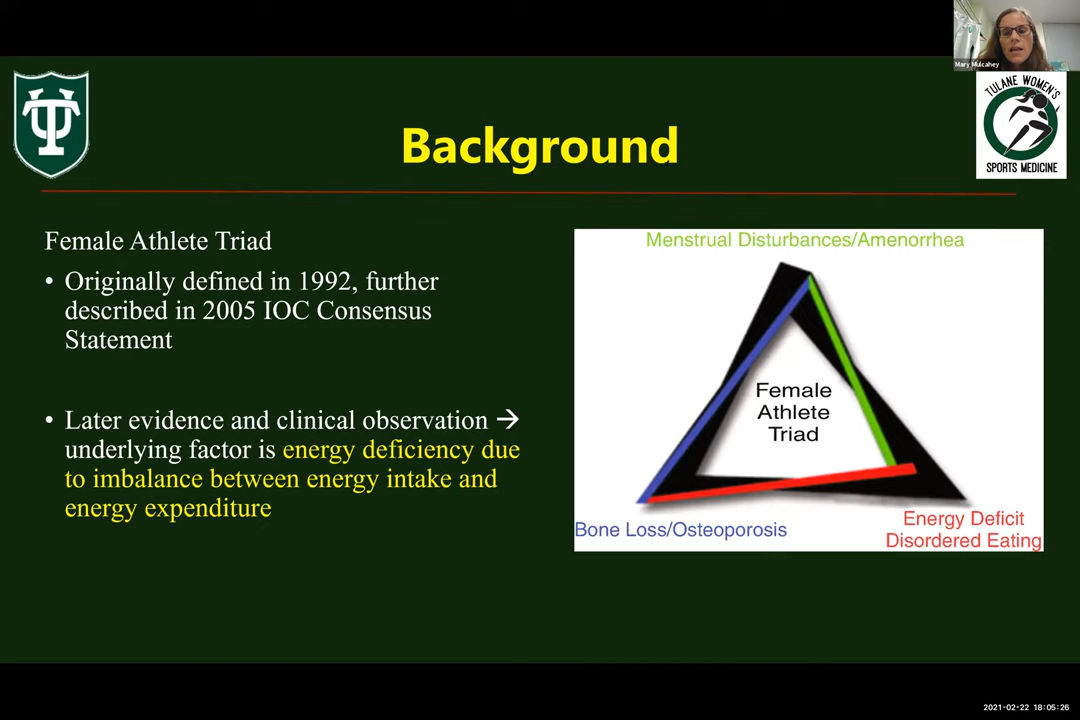 Mary Mulcahey
TULANE WOMEN'S
SPORTS MEDICINE
Background
Female Athlete Triad
• Originally defined in 1992, further
described in 2005 IOC Consensus
Statement
• Later evidence and clinical observation →
underlying factor is energy deficiency due
to imbalance between energy intake and
energy expenditure
Menstrual Disturbances/Amenorrhea
Female
Athlete
Triad
Bone Loss/Osteoporosis
Energy Deficit
Disordered Eating
2021-02-22 18:05:26